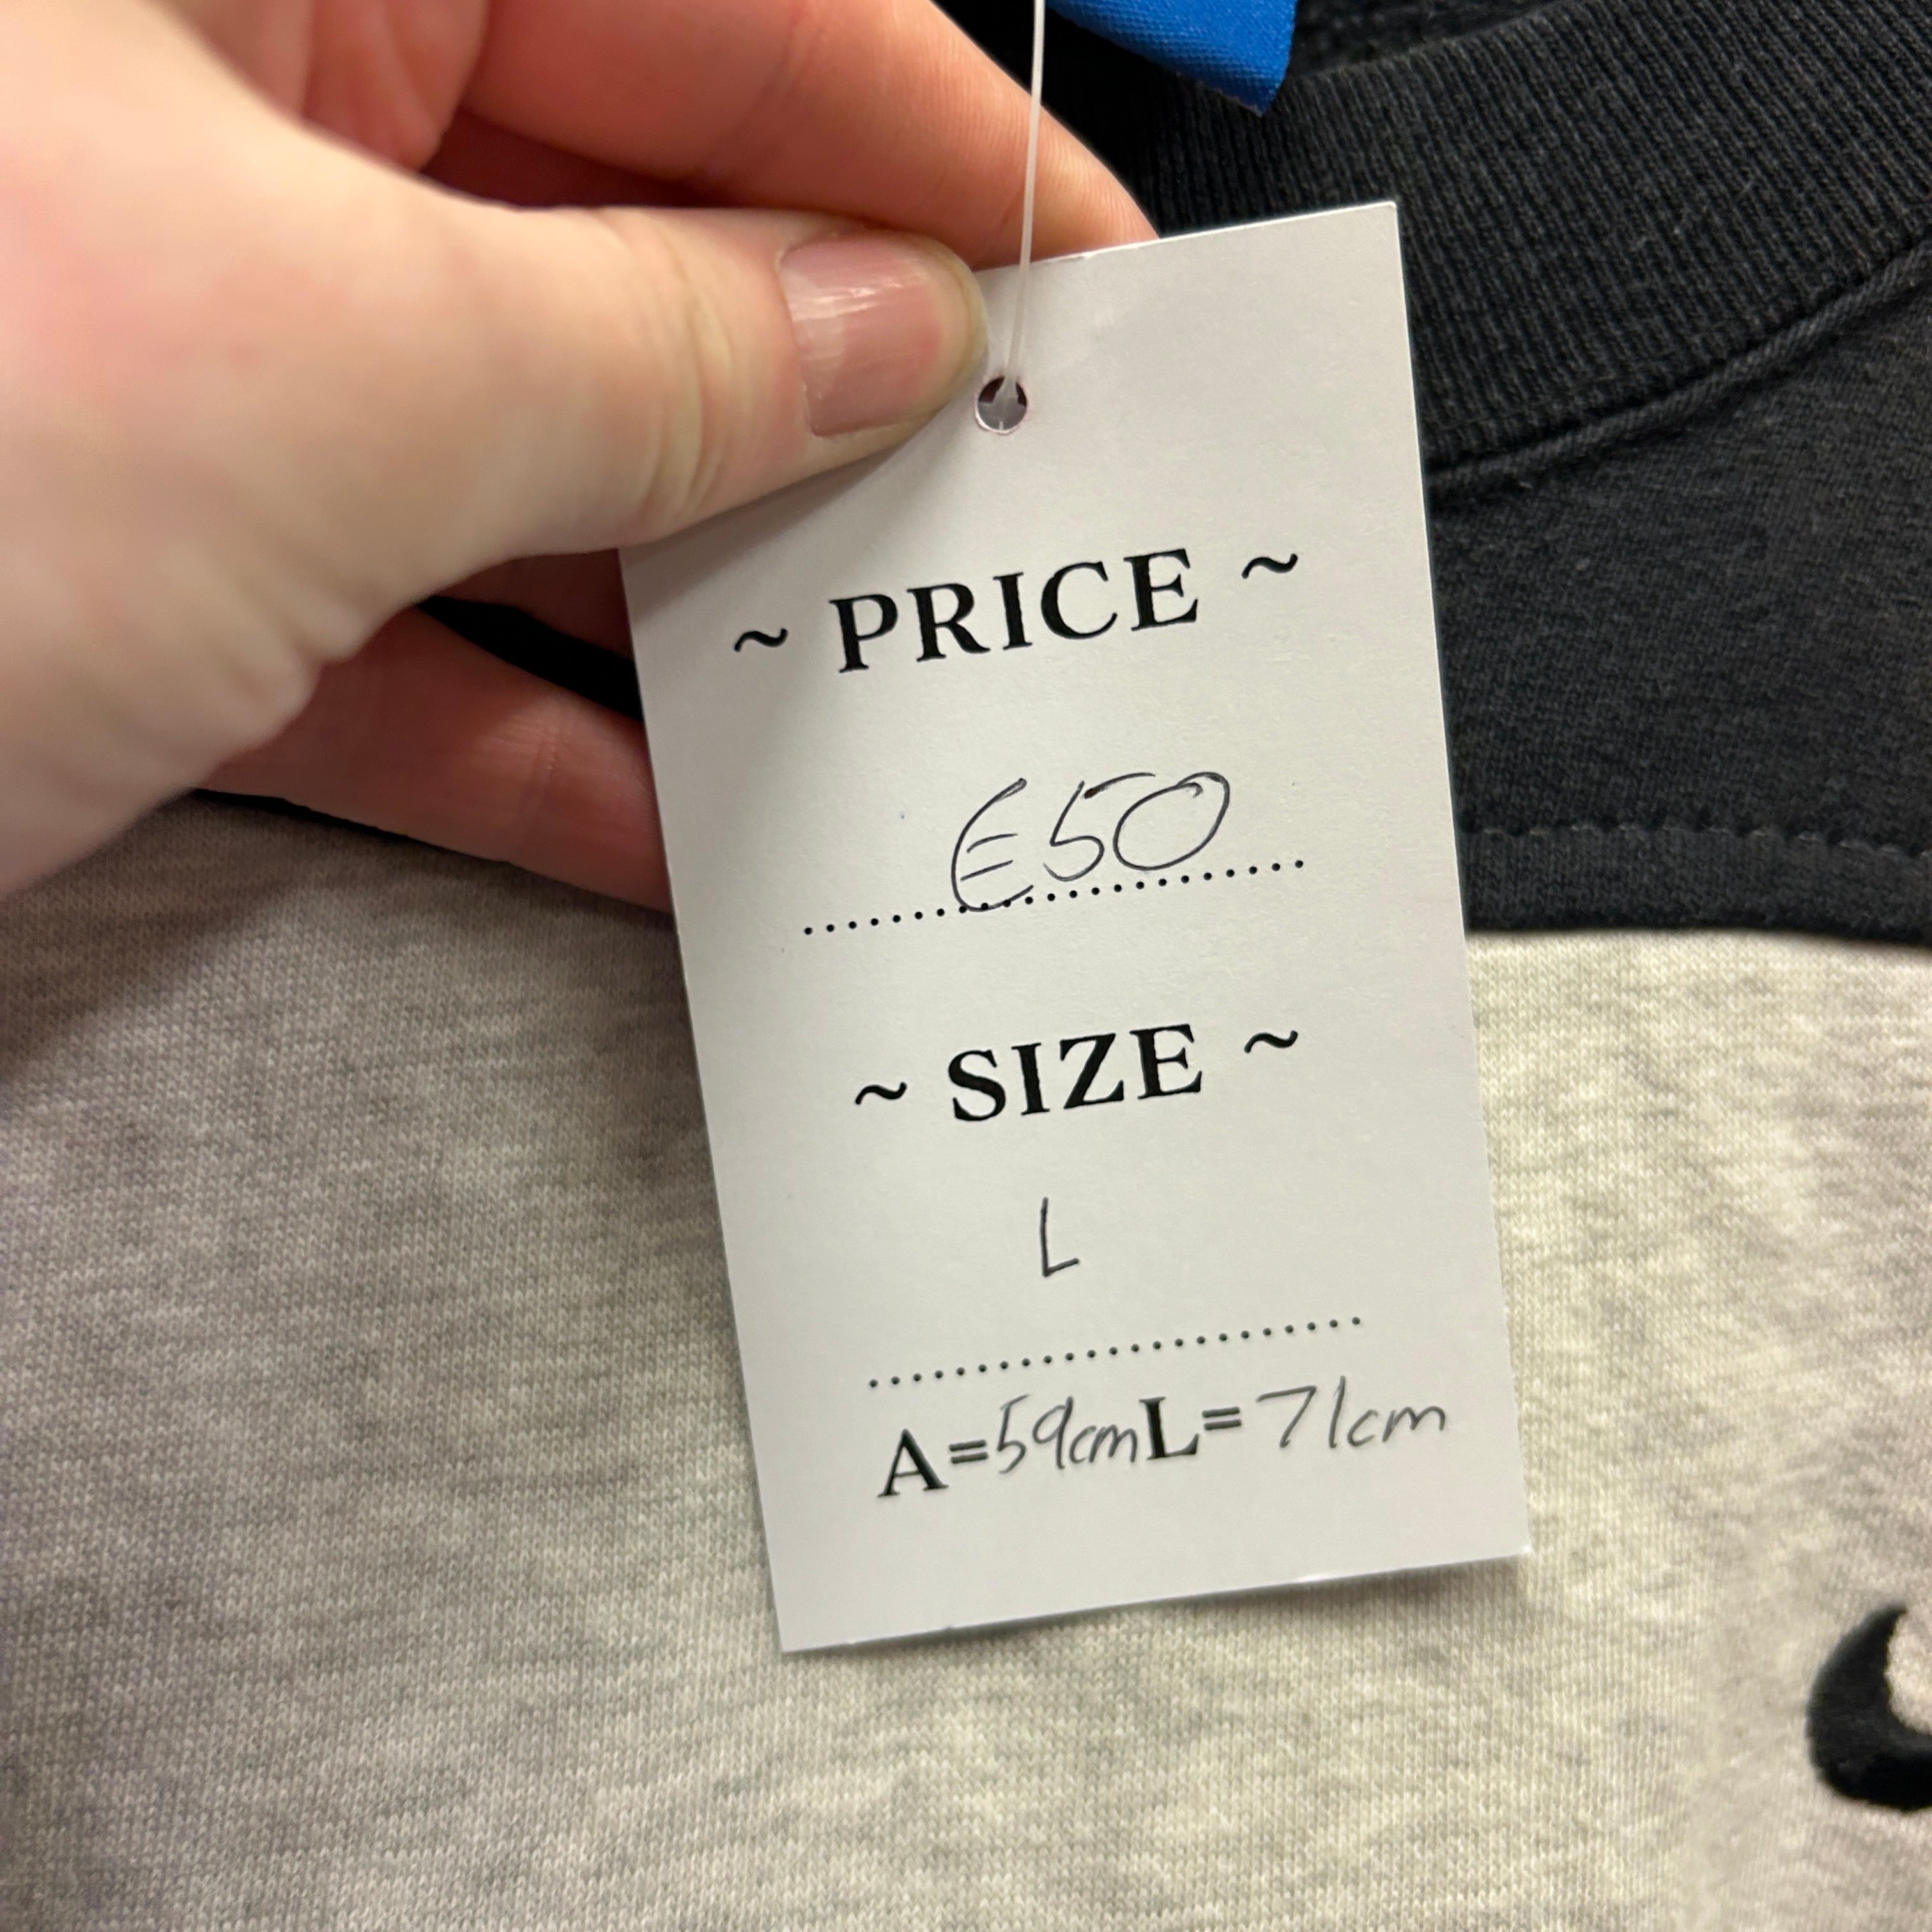 ~ PRICE ~
€50
~ SIZE ~
L
A=59cm L=71cm